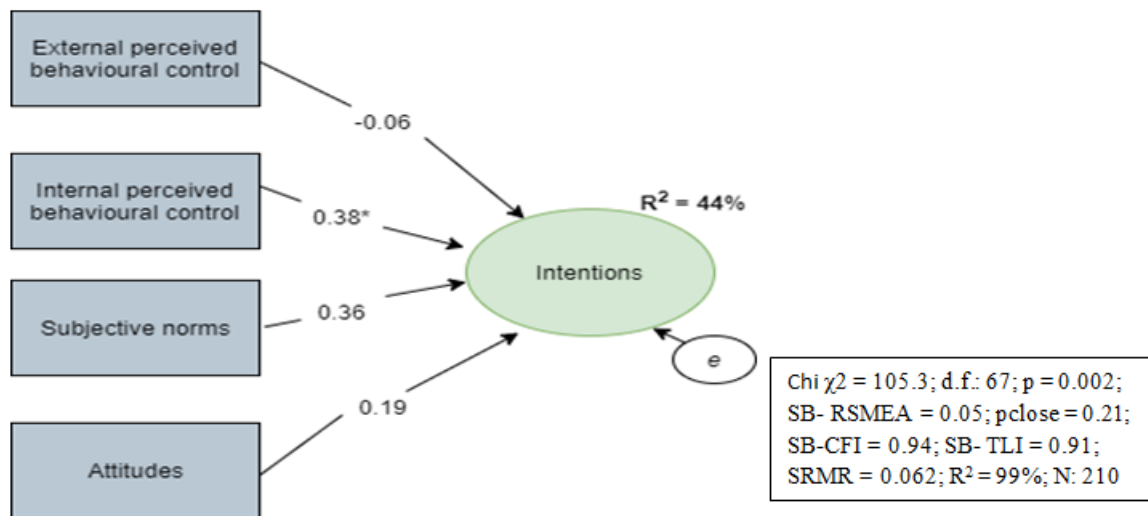 External perceived
behavioural control
-0.06
Internal perceived
behavioural control
0.38*
R² = 44%
Intentions
Subjective norms
0.36
e
Attitudes
0.19
Chi χ2 = 105.3; d.f.: 67; p = 0.002;
SB- RSMEA = 0.05; pclose = 0.21;
SB-CFI = 0.94; SB- TLI = 0.91;
SRMR = 0.062; R² = 99%; N: 210